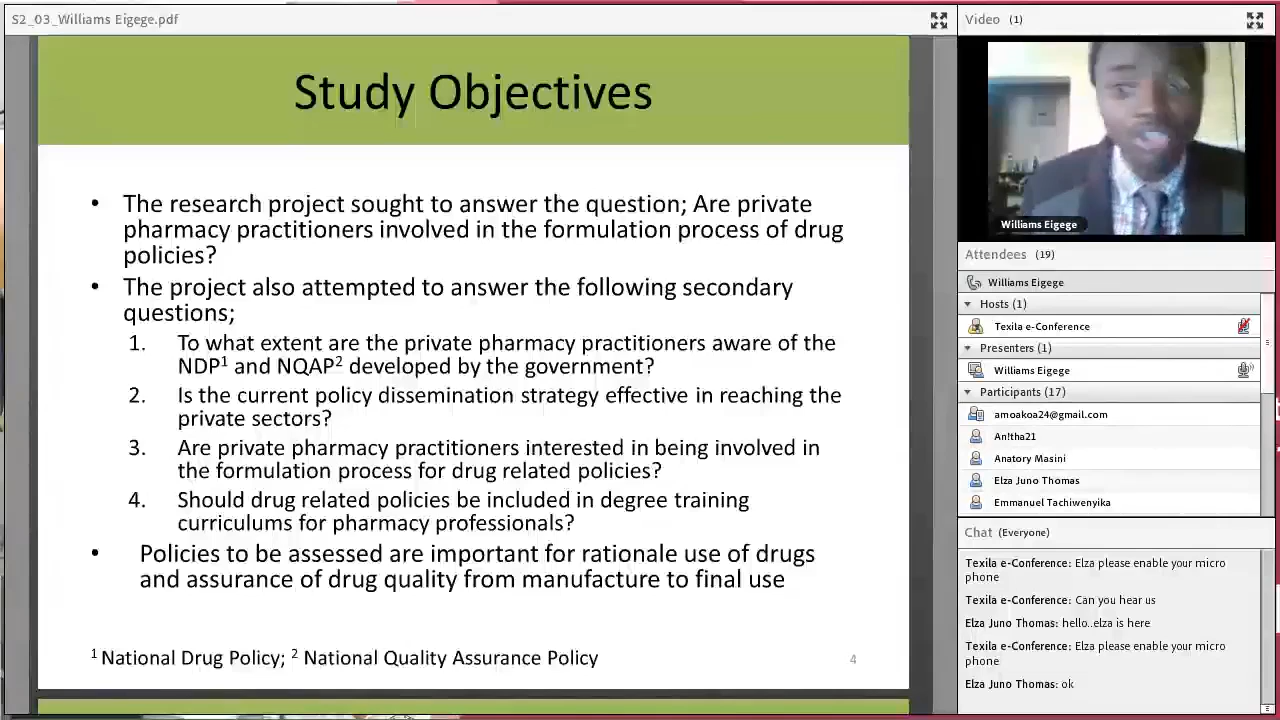 S2_03_Williams Eigege.pdf
Study Objectives
• The research project sought to answer the question; Are private
pharmacy practitioners involved in the formulation process of drug
policies?
• The project also attempted to answer the following secondary
questions;
1. To what extent are the private pharmacy practitioners aware of the
NDP¹ and NQAP² developed by the government?
2. Is the current policy dissemination strategy effective in reaching the
private sectors?
3. Are private pharmacy practitioners interested in being involved in
the formulation process for drug related policies?
4. Should drug related policies be included in degree training
curriculums for pharmacy professionals?
• Policies to be assessed are important for rationale use of drugs
and assurance of drug quality from manufacture to final use
¹ National Drug Policy; ² National Quality Assurance Policy
4
Video (1)
Williams Eigege
Attendees (19)
Williams Eigege
Hosts (1)
Texila e-Conference
Presenters (1)
Williams Eigege
Participants (17)
amoakoa24@gmail.com
An!tha21
Anatory Masini
Elza Juno Thomas
Emmanuel Tachiwenyika
Chat (Everyone)
Texila e-Conference: Elza please enable your micro
phone
Texila e-Conference: Can you hear us
Elza Juno Thomas: hello..elza is here
Texila e-Conference: Elza please enable your micro
phone
Elza Juno Thomas: ok